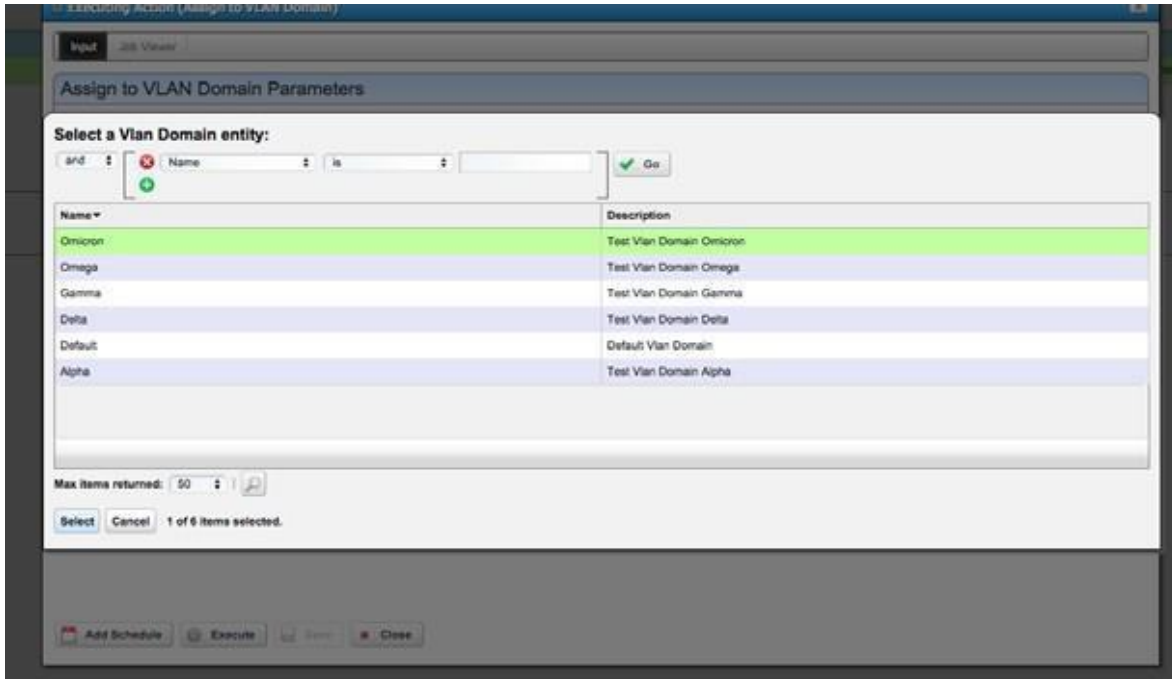 Executing Action (Assign to VLAN Domain)
Input Job Viewer
Assign to VLAN Domain Parameters
Select a Vlan Domain entity:
and Name is Go
Name Description
Omicron Test Vlan Domain Omicron
Omega Test Vlan Domain Omega
Gamma Test Vlan Domain Gamma
Delta Test Vlan Domain Delta
Default Default Vlan Domain
Alpha Test Vlan Domain Alpha
Max items returned: 50
Select Cancel 1 of 6 items selected.
Add Schedule Execute Save Close